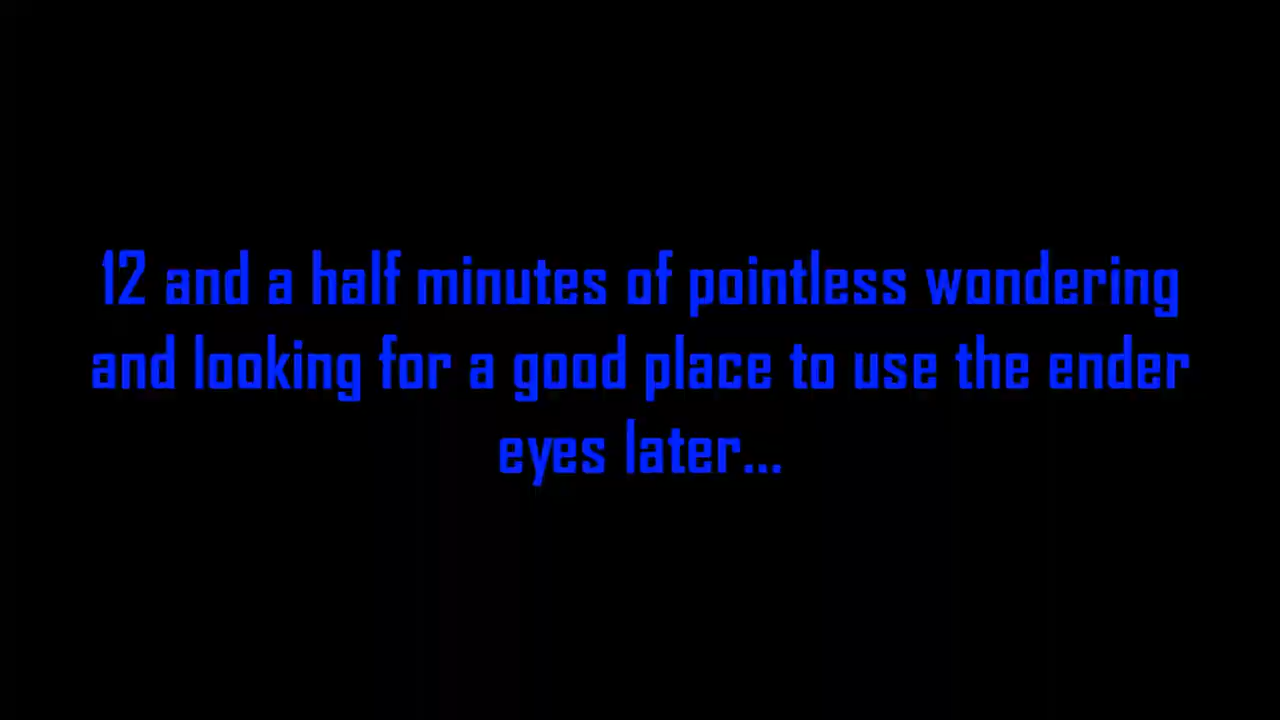 12 and a half minutes of pointless wondering
and looking for a good place to use the ender
eyes later...